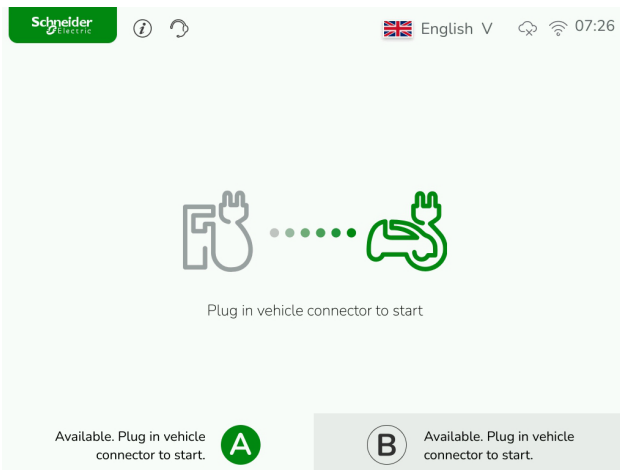 Schneider
Electric
i
English V
07:26
Plug in vehicle connector to start
Available. Plug in vehicle
connector to start.
A
B
Available. Plug in vehicle
connector to start.